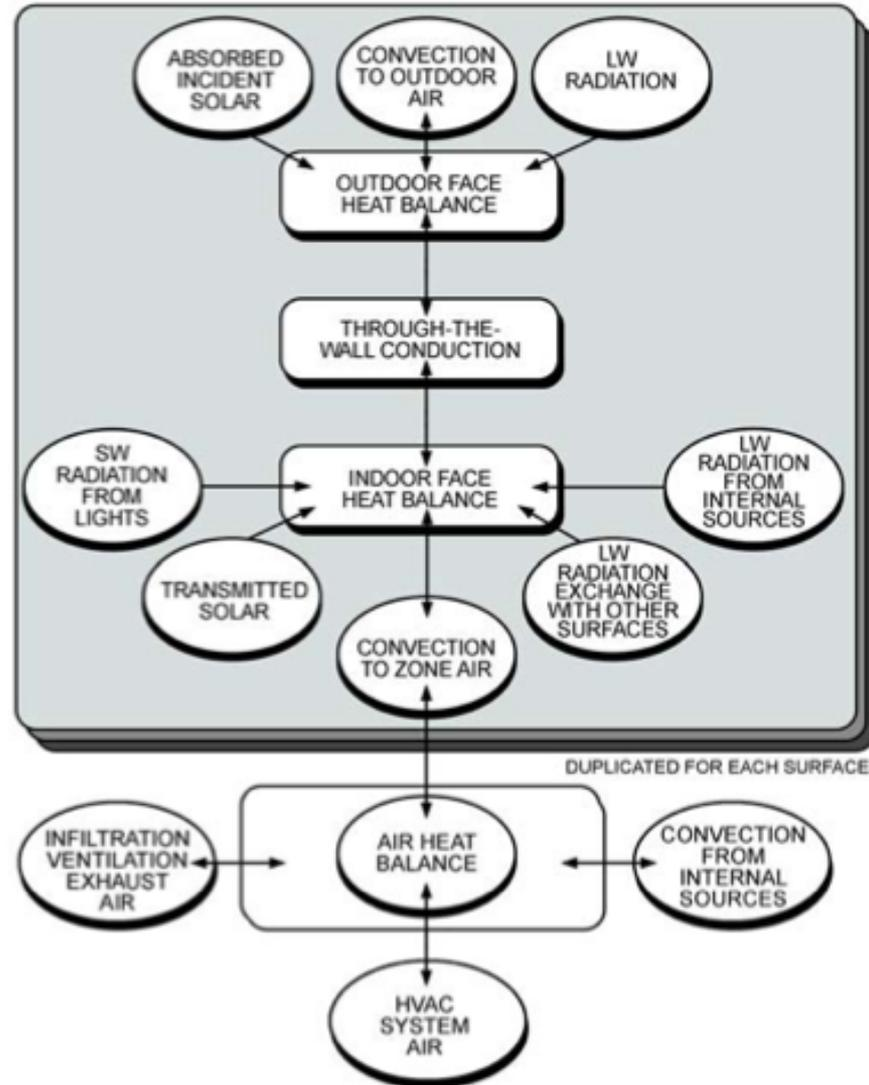 ABSORBED
INCIDENT
SOLAR
CONVECTION
TO OUTDOOR
AIR
LW
RADIATION
OUTDOOR FACE
HEAT BALANCE
THROUGH-THE-
WALL CONDUCTION
SW
RADIATION
FROM
LIGHTS
INDOOR FACE
HEAT BALANCE
LW
RADIATION
FROM
INTERNAL
SOURCES
TRANSMITTED
SOLAR
LW
RADIATION
EXCHANGE
WITH OTHER
SURFACES
CONVECTION
TO ZONE AIR
DUPLICATED FOR EACH SURFACE
INFILTRATION
VENTILATION
EXHAUST
AIR
AIR HEAT
BALANCE
CONVECTION
FROM
INTERNAL
SOURCES
HVAC
SYSTEM
AIR